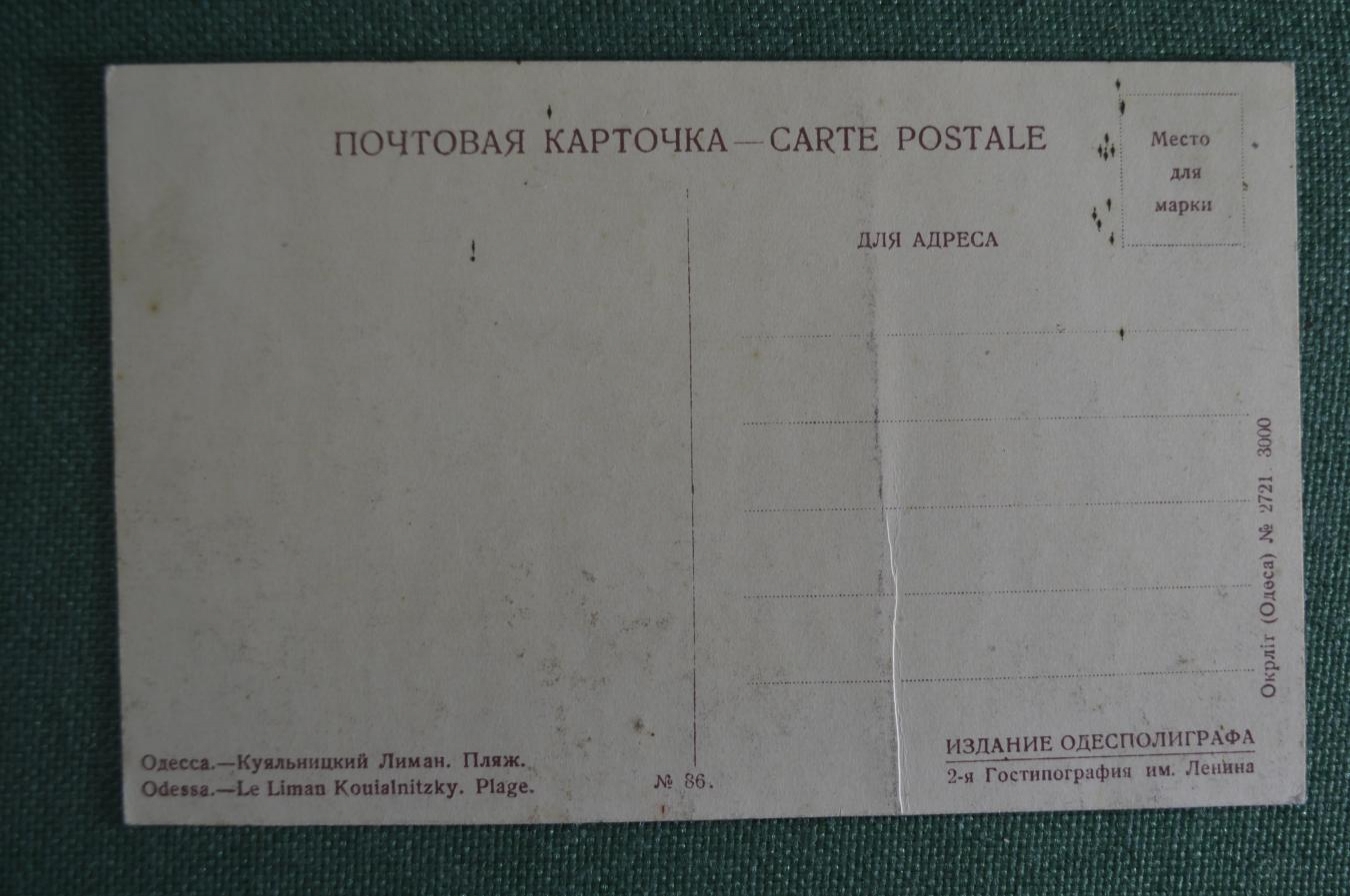 ПОЧТОВАЯ КАРТОЧКА — CARTE POSTALE
Место
для
марки
ДЛЯ АДРЕСА
Окрліт (Одеса) № 2721 3000
Одесса.—Куяльницкий Лиман. Пляж.
Odessa.—Le Liman Kouialnitzky. Plage.
№ 86.
ИЗДАНИЕ ОДЕСПОЛИГРАФА
2-я Гостипография им. Ленина